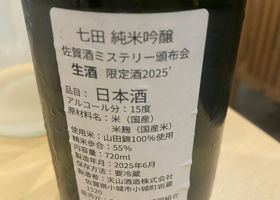 七田 純米吟醸
佐賀酒ミステリー頒布会
生酒 限定酒2025'
品目：日本酒
アルコール分：15度
原材料名：米（国産）
米麹（国産米）
使用米：山田錦100％使用
精米歩合：55％
内容量：720ml
製造年月：2025年6月
保存方法：要冷蔵
製造者：天山酒造株式会社
佐賀県小城市小城町岩蔵
1520